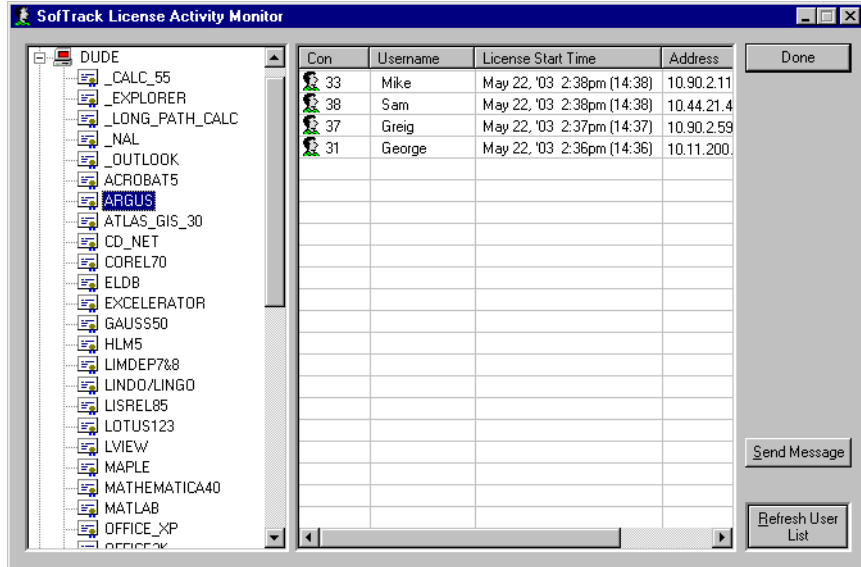 SofTrack License Activity Monitor
DUDE
_CALC_55
_EXPLORER
_LONG_PATH_CALC
_NAL
_OUTLOOK
ACROBAT5
ARGUS
ATLAS_GIS_30
CD_NET
COREL70
ELDB
EXCELERATOR
GAUSS50
HLM5
LIMDEP7&8
LINDO/LINGO
LISREL85
LOTUS123
LVIEW
MAPLE
MATHEMATICA40
MATLAB
OFFICE_XP
Con Username License Start Time Address
33 Mike May 22, '03 2:38pm (14:38) 10.90.2.11
38 Sam May 22, '03 2:38pm (14:38) 10.44.21.4
37 Greig May 22, '03 2:37pm (14:37) 10.90.2.59
31 George May 22, '03 2:36pm (14:36) 10.11.200.
Done
Send Message
Refresh User
List